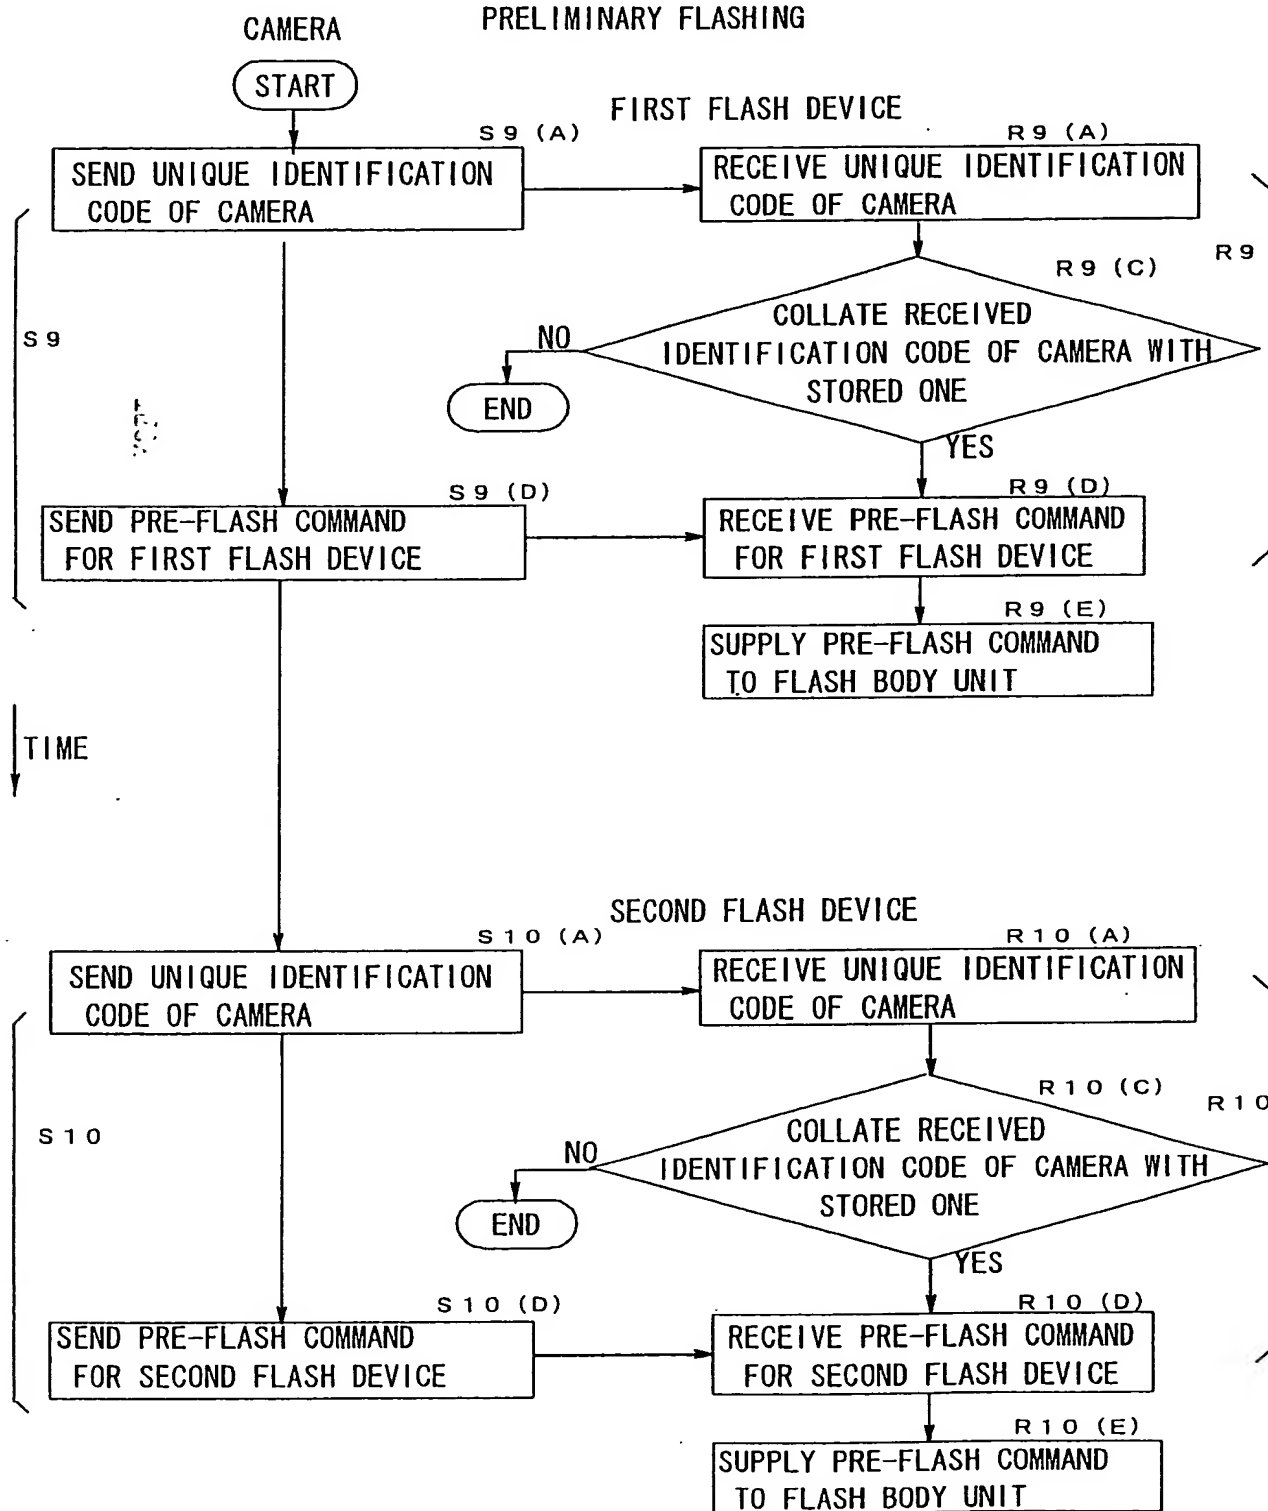 PRELIMINARY FLASHING
CAMERA
START
FIRST FLASH DEVICE
S9 (A)
R9 (A)
SEND UNIQUE IDENTIFICATION
CODE OF CAMERA
RECEIVE UNIQUE IDENTIFICATION
CODE OF CAMERA
R9
R9 (C)
S9
COLLATE RECEIVED
IDENTIFICATION CODE OF CAMERA WITH
STORED ONE
NO
END
YES
S9 (D)
R9 (D)
SEND PRE-FLASH COMMAND
FOR FIRST FLASH DEVICE
RECEIVE PRE-FLASH COMMAND
FOR FIRST FLASH DEVICE
R9 (E)
SUPPLY PRE-FLASH COMMAND
TO FLASH BODY UNIT
TIME
SECOND FLASH DEVICE
S10 (A)
R10 (A)
SEND UNIQUE IDENTIFICATION
CODE OF CAMERA
RECEIVE UNIQUE IDENTIFICATION
CODE OF CAMERA
R10 (C)
R10
S10
COLLATE RECEIVED
IDENTIFICATION CODE OF CAMERA WITH
STORED ONE
NO
END
YES
S10 (D)
R10 (D)
SEND PRE-FLASH COMMAND
FOR SECOND FLASH DEVICE
RECEIVE PRE-FLASH COMMAND
FOR SECOND FLASH DEVICE
R10 (E)
SUPPLY PRE-FLASH COMMAND
TO FLASH BODY UNIT